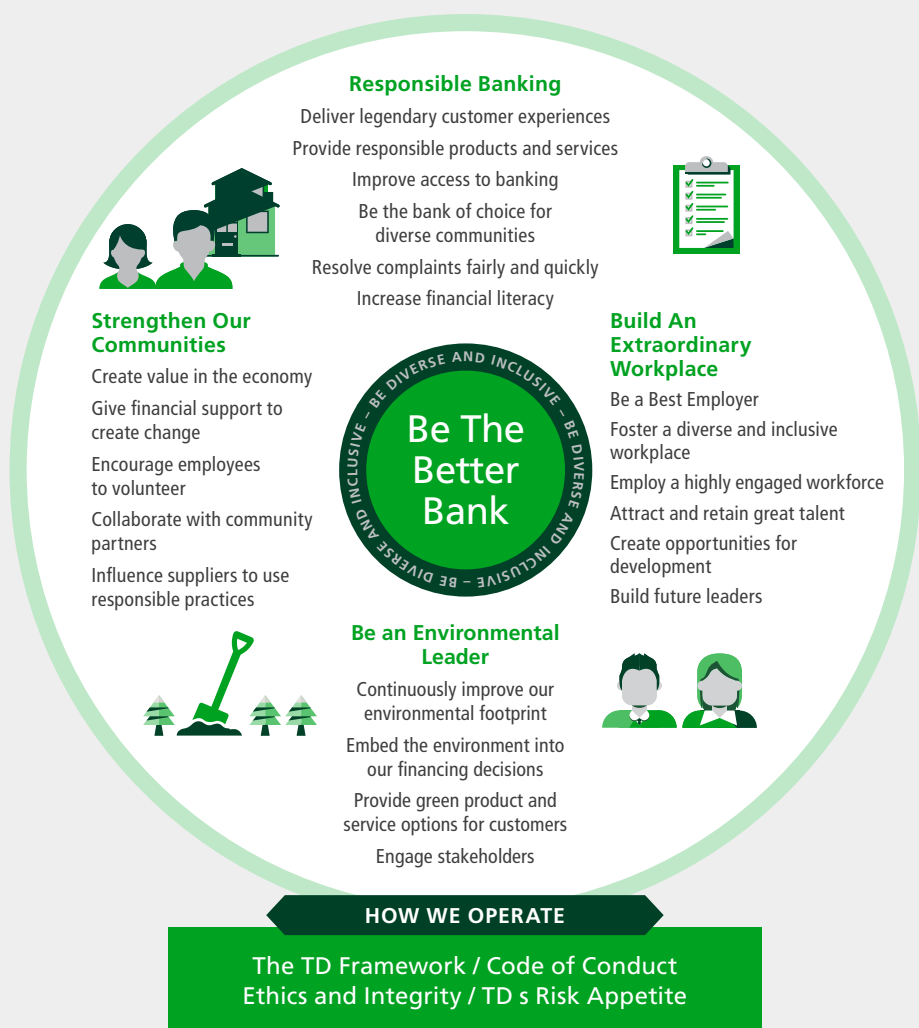 Responsible Banking
Deliver legendary customer experiences
Provide responsible products and services
Improve access to banking
Be the bank of choice for
diverse communities
Resolve complaints fairly and quickly
Increase financial literacy
Strengthen Our
Communities
Create value in the economy
Give financial support to
create change
Encourage employees
to volunteer
Collaborate with community
partners
Influence suppliers to use
responsible practices
BE DIVERSE AND INCLUSIVE – BE DIVERSE AND INCLUSIVE – BE DIVERSE AND INCLUSIVE –
Be The
Better
Bank
Build An
Extraordinary
Workplace
Be a Best Employer
Foster a diverse and inclusive
workplace
Employ a highly engaged workforce
Attract and retain great talent
Create opportunities for
development
Build future leaders
Be an Environmental
Leader
Continuously improve our
environmental footprint
Embed the environment into
our financing decisions
Provide green product and
service options for customers
Engage stakeholders
HOW WE OPERATE
The TD Framework / Code of Conduct
Ethics and Integrity / TD s Risk Appetite